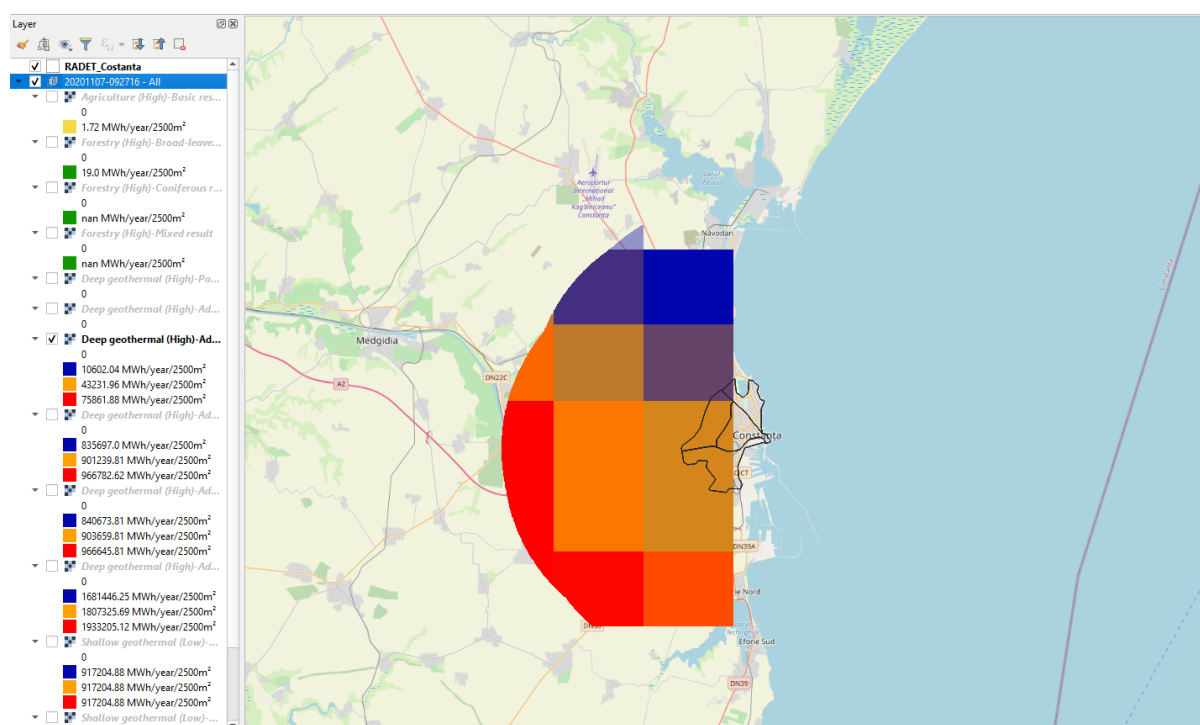 Layer
RADET_Costanta
20201107-092716 - All
Agriculture (High)-Basic res...
0
1.72 MWh/year/2500m²
Forestry (High)-Broad-leave...
0
19.0 MWh/year/2500m²
Forestry (High)-Coniferous r...
0
nan MWh/year/2500m²
Forestry (High)-Mixed result
0
nan MWh/year/2500m²
Deep geothermal (High)-Po...
0
Deep geothermal (High)-Ad...
0
Deep geothermal (High)-Ad...
0
10602.04 MWh/year/2500m²
43231.96 MWh/year/2500m²
75861.88 MWh/year/2500m²
Deep geothermal (High)-Ad...
0
835697.0 MWh/year/2500m²
901239.81 MWh/year/2500m²
966782.62 MWh/year/2500m²
Deep geothermal (High)-Ad...
0
840673.81 MWh/year/2500m²
903659.81 MWh/year/2500m²
966645.81 MWh/year/2500m²
Deep geothermal (High)-Ad...
0
1681446.25 MWh/year/2500m²
1807325.69 MWh/year/2500m²
1933205.12 MWh/year/2500m²
Shallow geothermal (Low)-...
0
917204.88 MWh/year/2500m²
917204.88 MWh/year/2500m²
917204.88 MWh/year/2500m²
Shallow geothermal (Low)-...
Aeroportul
International
"Mihail
Kogălniceanu"
Constanța
Năvodari
Constanța
Medgidia
DN22C
A2
Constanța
OCT
DN39A
le Nord
Eforie Sud
DN39